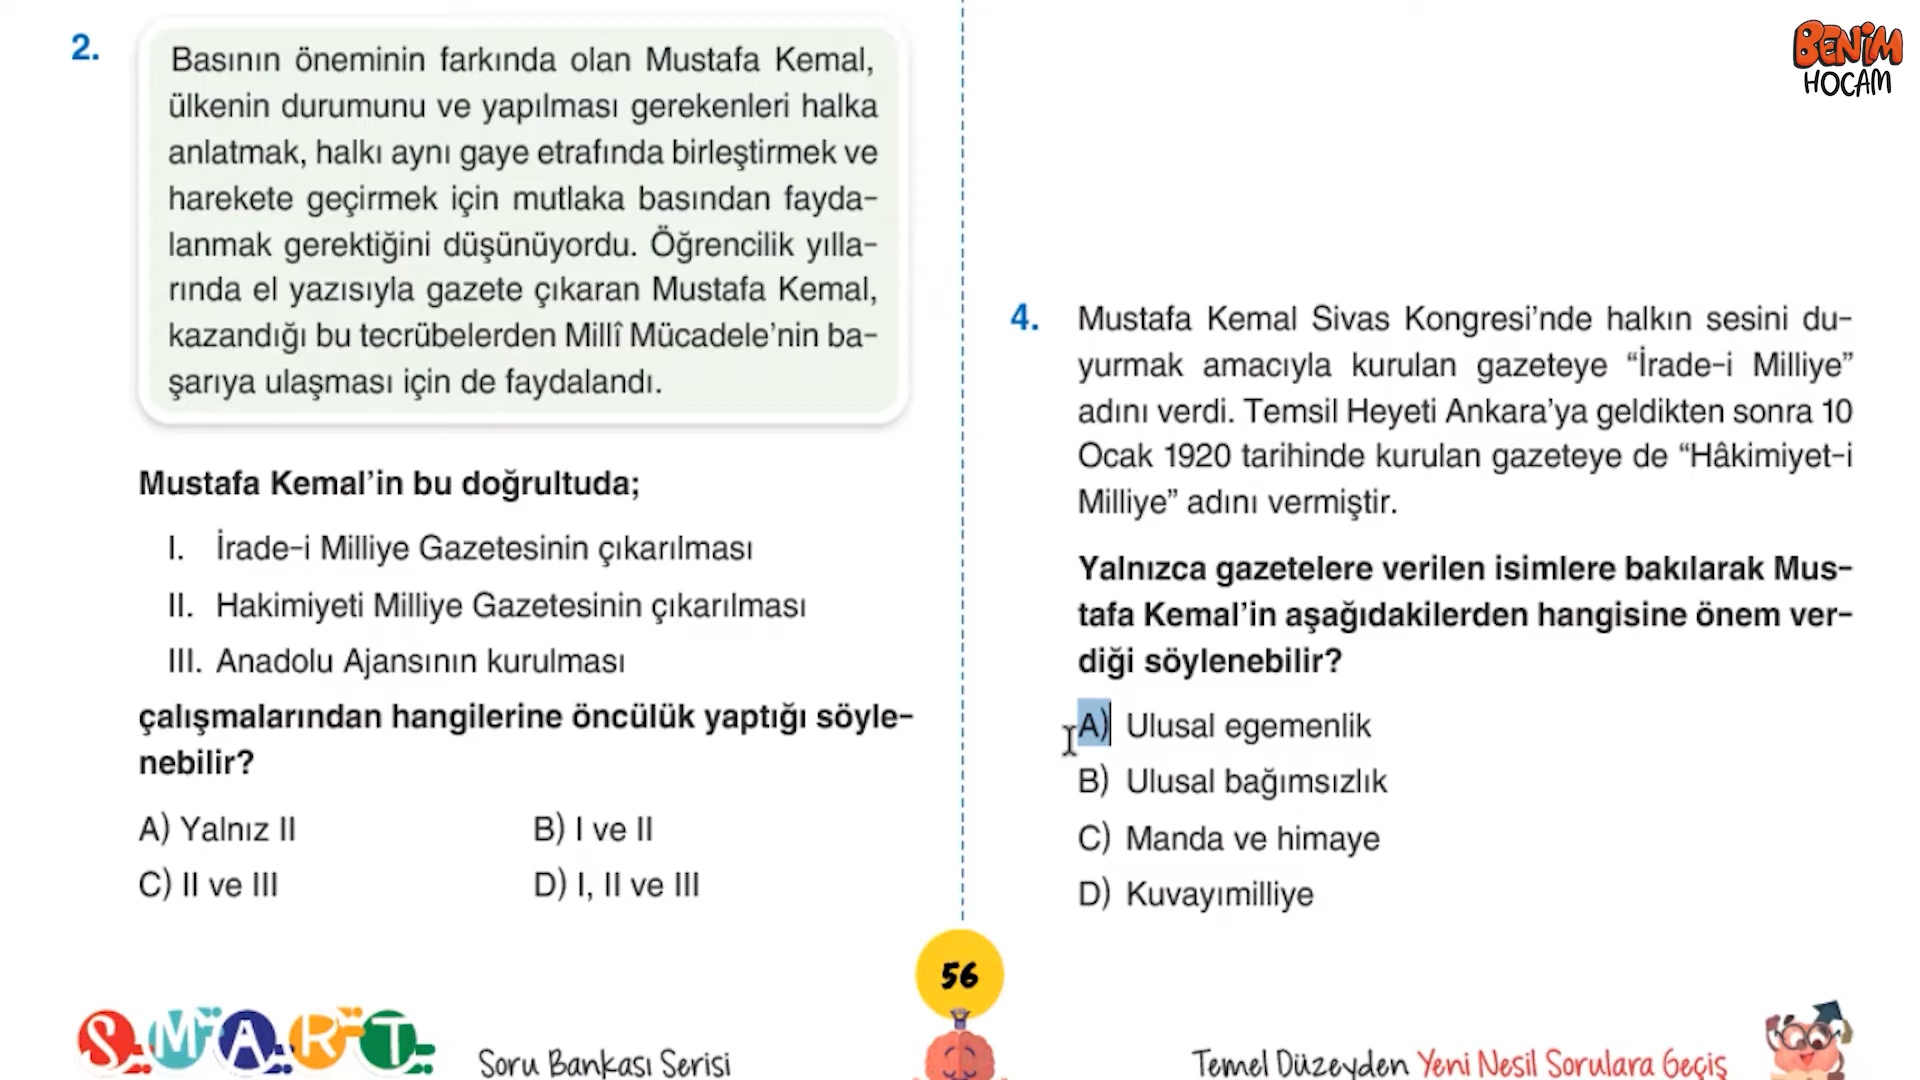 BENİM
HOCAM
2.
Basının öneminin farkında olan Mustafa Kemal,
ülkenin durumunu ve yapılması gerekenleri halka
anlatmak, halkı aynı gaye etrafında birleştirmek ve
harekete geçirmek için mutlaka basından fayda-
lanmak gerektiğini düşünüyordu. Öğrencilik yılla-
rında el yazısıyla gazete çıkaran Mustafa Kemal,
kazandığı bu tecrübelerden Millî Mücadele’nin ba-
şarıya ulaşması için de faydalandı.
Mustafa Kemal’in bu doğrultuda;
I. İrade-i Milliye Gazetesinin çıkarılması
II. Hakimiyeti Milliye Gazetesinin çıkarılması
III. Anadolu Ajansının kurulması
çalışmalarından hangilerine öncülük yaptığı söyle-
nebilir?
A) Yalnız II B) I ve II
C) II ve III D) I, II ve III
4. Mustafa Kemal Sivas Kongresi’nde halkın sesini du-
yurmak amacıyla kurulan gazeteye “İrade-i Milliye”
adını verdi. Temsil Heyeti Ankara’ya geldikten sonra 10
Ocak 1920 tarihinde kurulan gazeteye de “Hâkimiyet-i
Milliye” adını vermiştir.
Yalnızca gazetelere verilen isimlere bakılarak Mus-
tafa Kemal’in aşağıdakilerden hangisine önem ver-
diği söylenebilir?
A) Ulusal egemenlik
B) Ulusal bağımsızlık
C) Manda ve himaye
D) Kuvayımilliye
56
SMART Soru Bankası Serisi
Temel Düzeyden Yeni Nesil Sorulara Geçiş